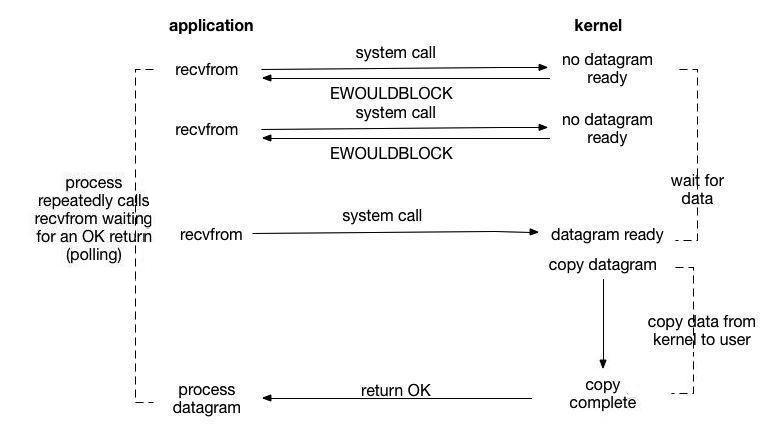 application
kernel
recvfrom
system call
no datagram
ready
EWOULDBLOCK
recvfrom
system call
no datagram
ready
EWOULDBLOCK
process
repeatedly calls
recvfrom waiting
for an OK return
(polling)
wait for
data
recvfrom
system call
datagram ready
copy datagram
copy data from
kernel to user
process
datagram
return OK
copy
complete